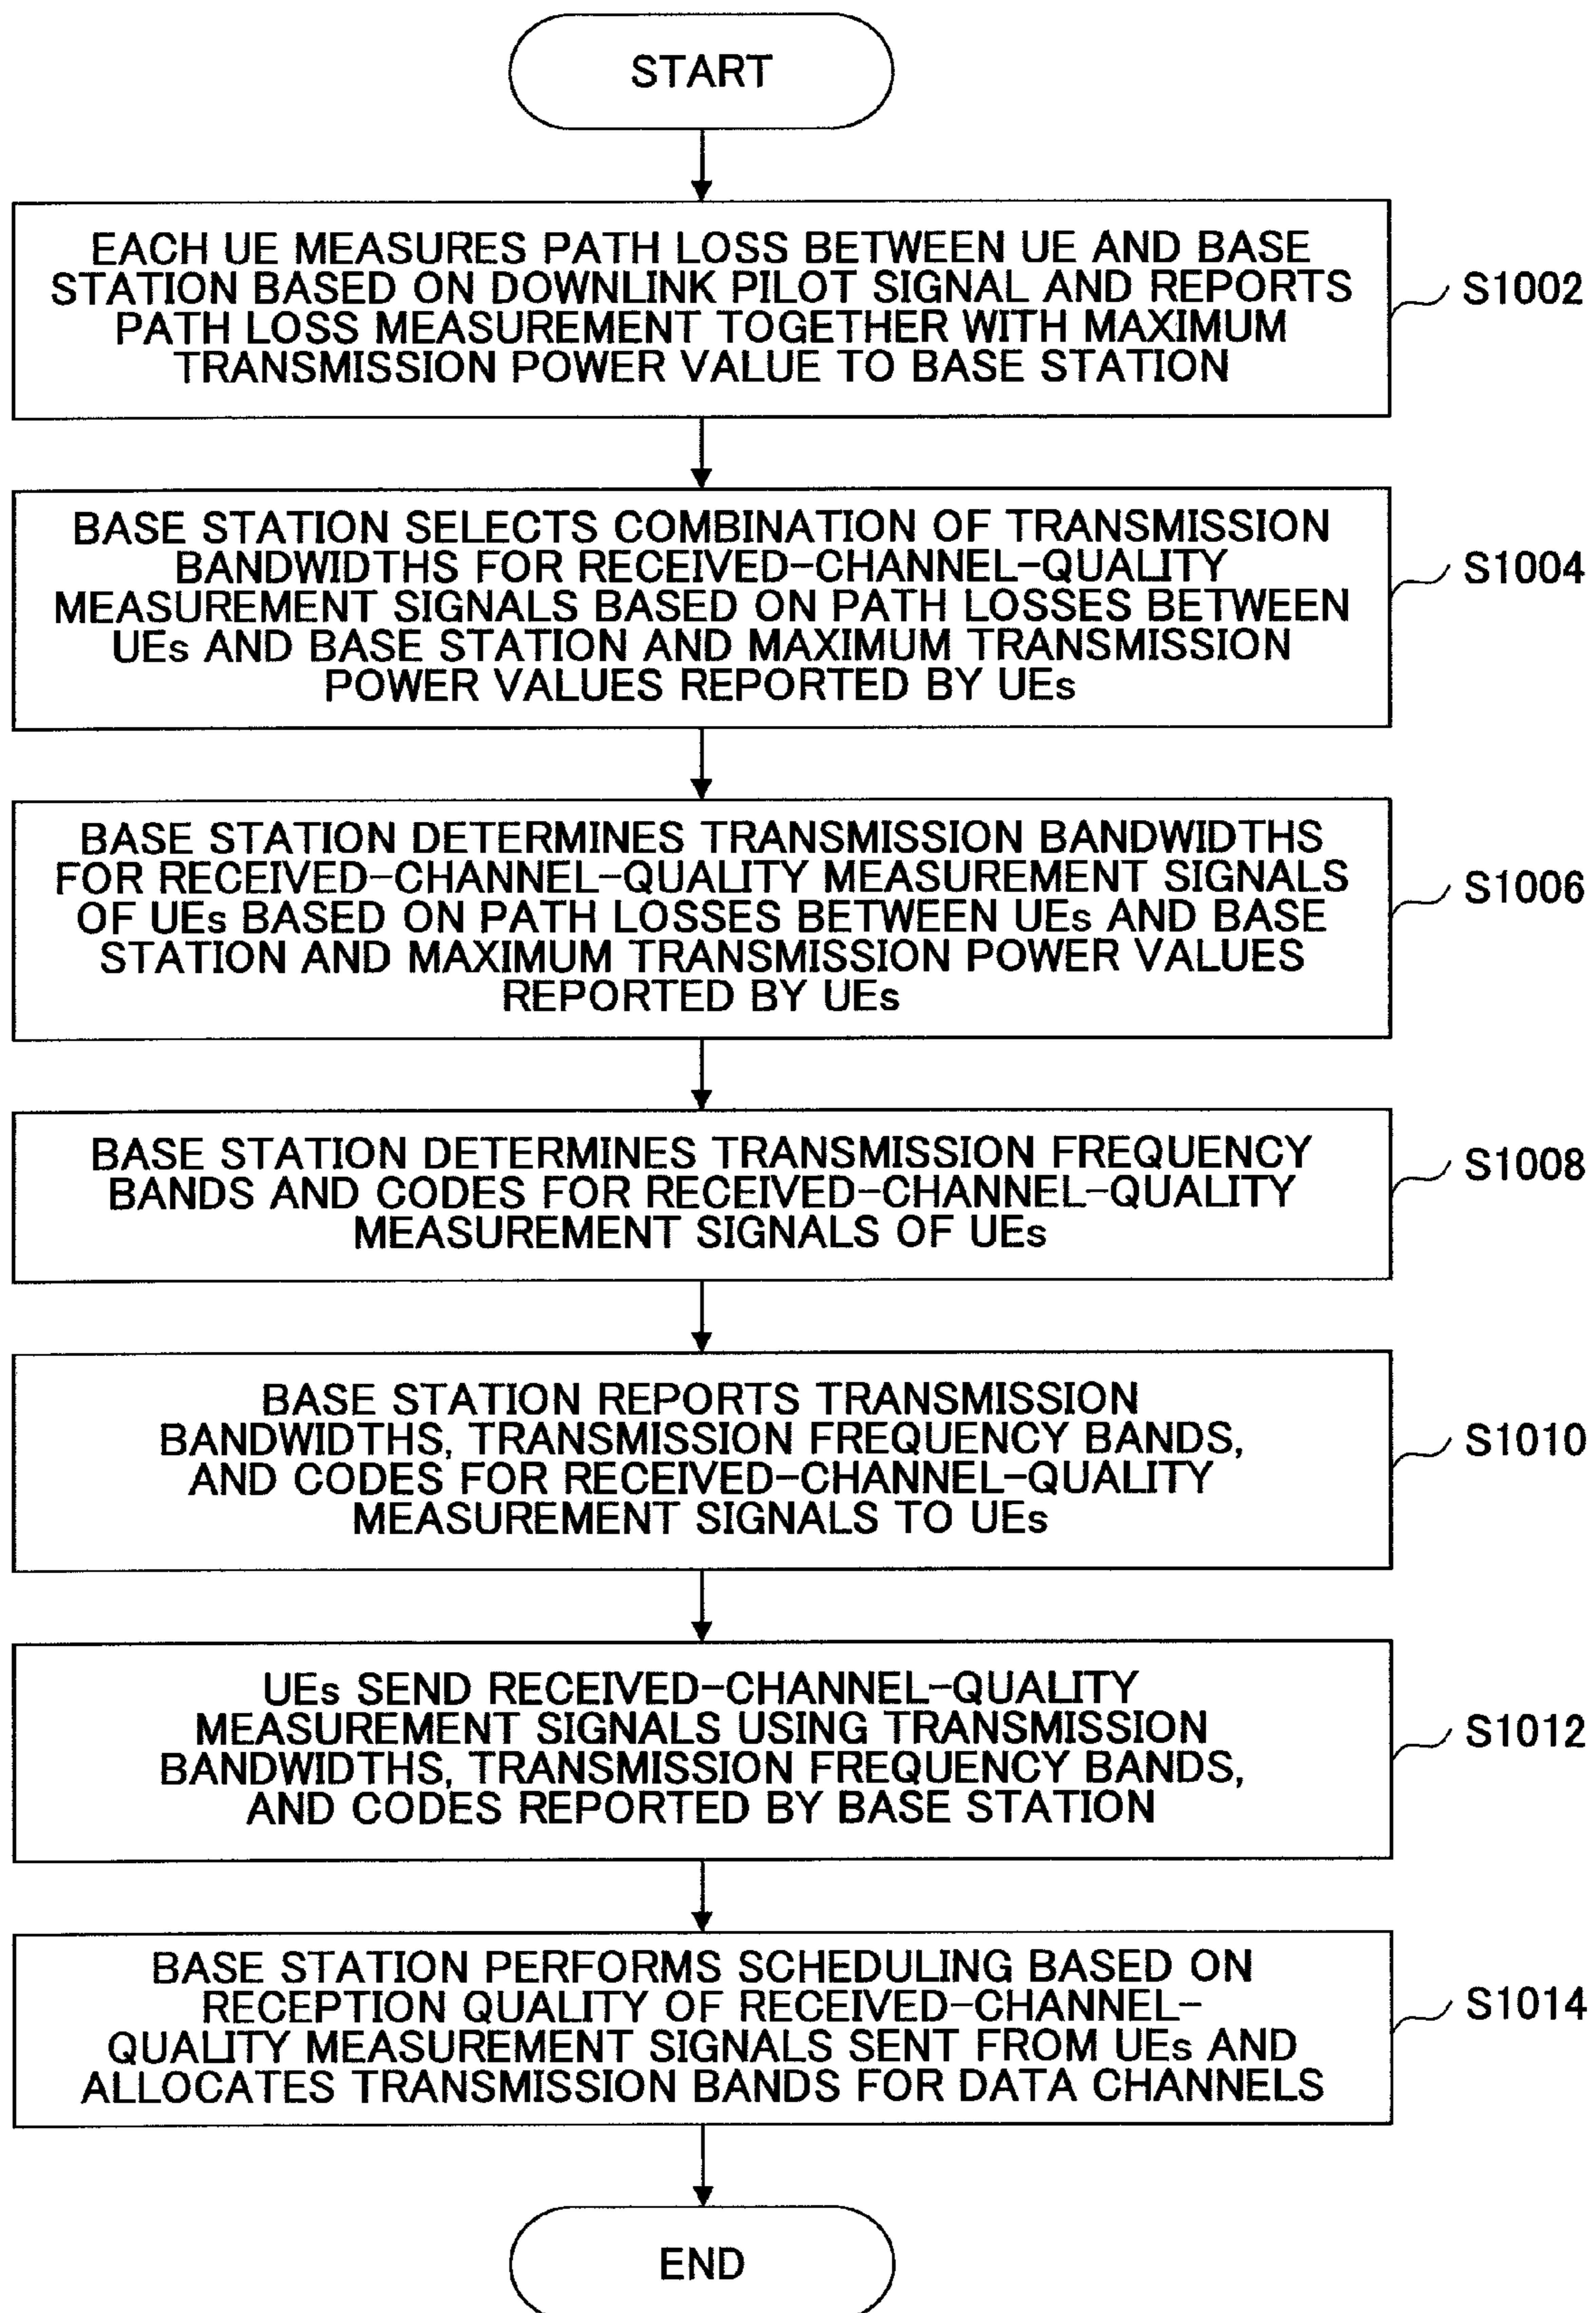 START
EACH UE MEASURES PATH LOSS BETWEEN UE AND BASE
STATION BASED ON DOWNLINK PILOT SIGNAL AND REPORTS
PATH LOSS MEASUREMENT TOGETHER WITH MAXIMUM
TRANSMISSION POWER VALUE TO BASE STATION
S1002
BASE STATION SELECTS COMBINATION OF TRANSMISSION
BANDWIDTHS FOR RECEIVED-CHANNEL-QUALITY
MEASUREMENT SIGNALS BASED ON PATH LOSSES BETWEEN
UEs AND BASE STATION AND MAXIMUM TRANSMISSION
POWER VALUES REPORTED BY UEs
S1004
BASE STATION DETERMINES TRANSMISSION BANDWIDTHS
FOR RECEIVED-CHANNEL-QUALITY MEASUREMENT SIGNALS
OF UEs BASED ON PATH LOSSES BETWEEN UEs AND BASE
STATION AND MAXIMUM TRANSMISSION POWER VALUES
REPORTED BY UEs
S1006
BASE STATION DETERMINES TRANSMISSION FREQUENCY
BANDS AND CODES FOR RECEIVED-CHANNEL-QUALITY
MEASUREMENT SIGNALS OF UEs
S1008
BASE STATION REPORTS TRANSMISSION
BANDWIDTHS, TRANSMISSION FREQUENCY BANDS,
AND CODES FOR RECEIVED-CHANNEL-QUALITY
MEASUREMENT SIGNALS TO UEs
S1010
UEs SEND RECEIVED-CHANNEL-QUALITY
MEASUREMENT SIGNALS USING TRANSMISSION
BANDWIDTHS, TRANSMISSION FREQUENCY BANDS,
AND CODES REPORTED BY BASE STATION
S1012
BASE STATION PERFORMS SCHEDULING BASED ON
RECEPTION QUALITY OF RECEIVED-CHANNEL-
QUALITY MEASUREMENT SIGNALS SENT FROM UEs AND
ALLOCATES TRANSMISSION BANDS FOR DATA CHANNELS
S1014
END